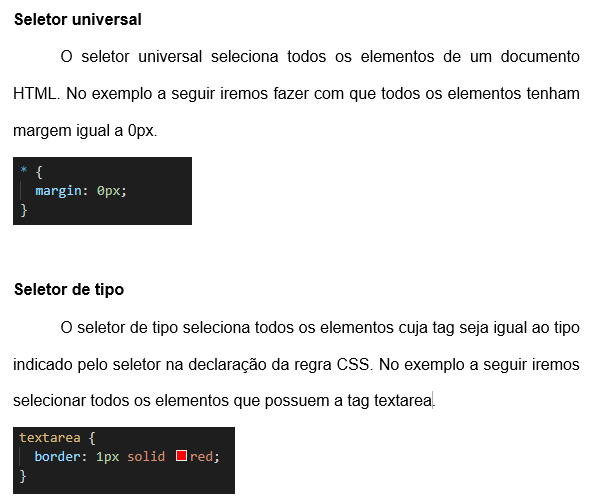 Seletor universal
O seletor universal seleciona todos os elementos de um documento
HTML. No exemplo a seguir iremos fazer com que todos os elementos tenham
margem igual a 0px.
* {
margin: 0px;
}
Seletor de tipo
O seletor de tipo seleciona todos os elementos cuja tag seja igual ao tipo
indicado pelo seletor na declaração da regra CSS. No exemplo a seguir iremos
selecionar todos os elementos que possuem a tag textarea.
textarea {
border: 1px solid red;
}